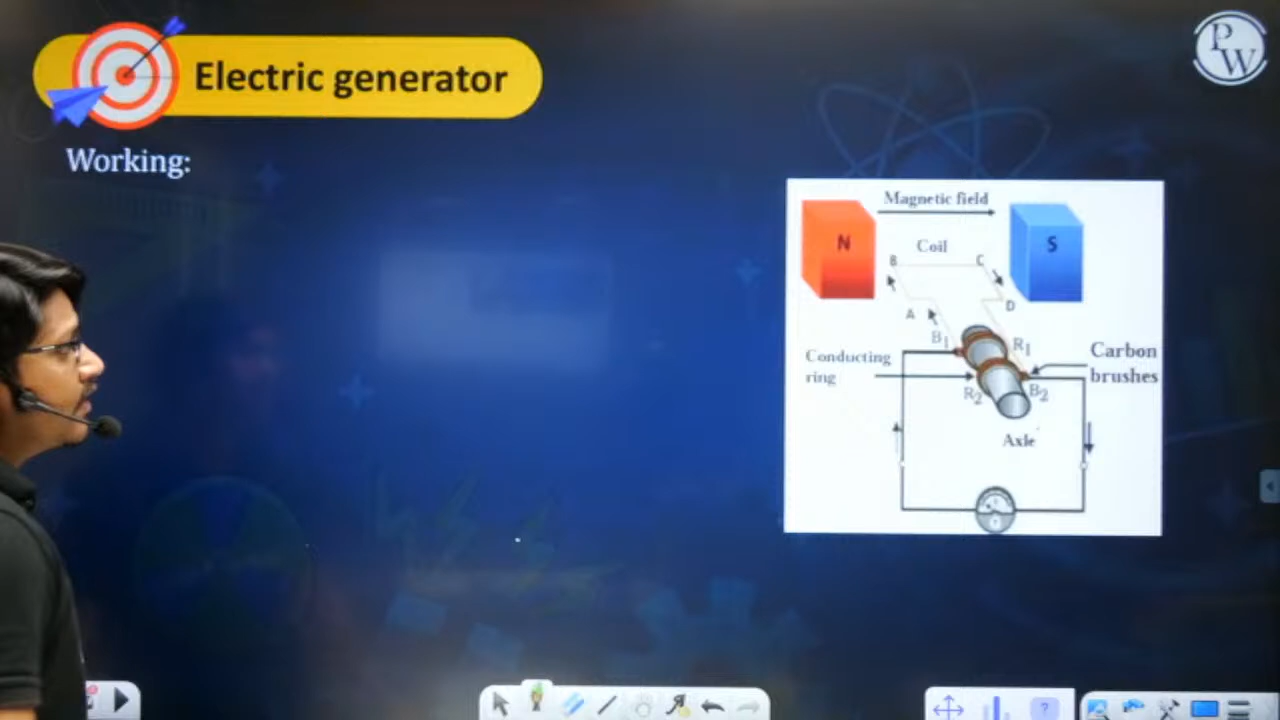 Electric generator
PW
Working:
Magnetic field
N
S
Coil
B
C
A
D
B1
R1
Conducting
ring
Carbon
brushes
R2
B2
Axle
?